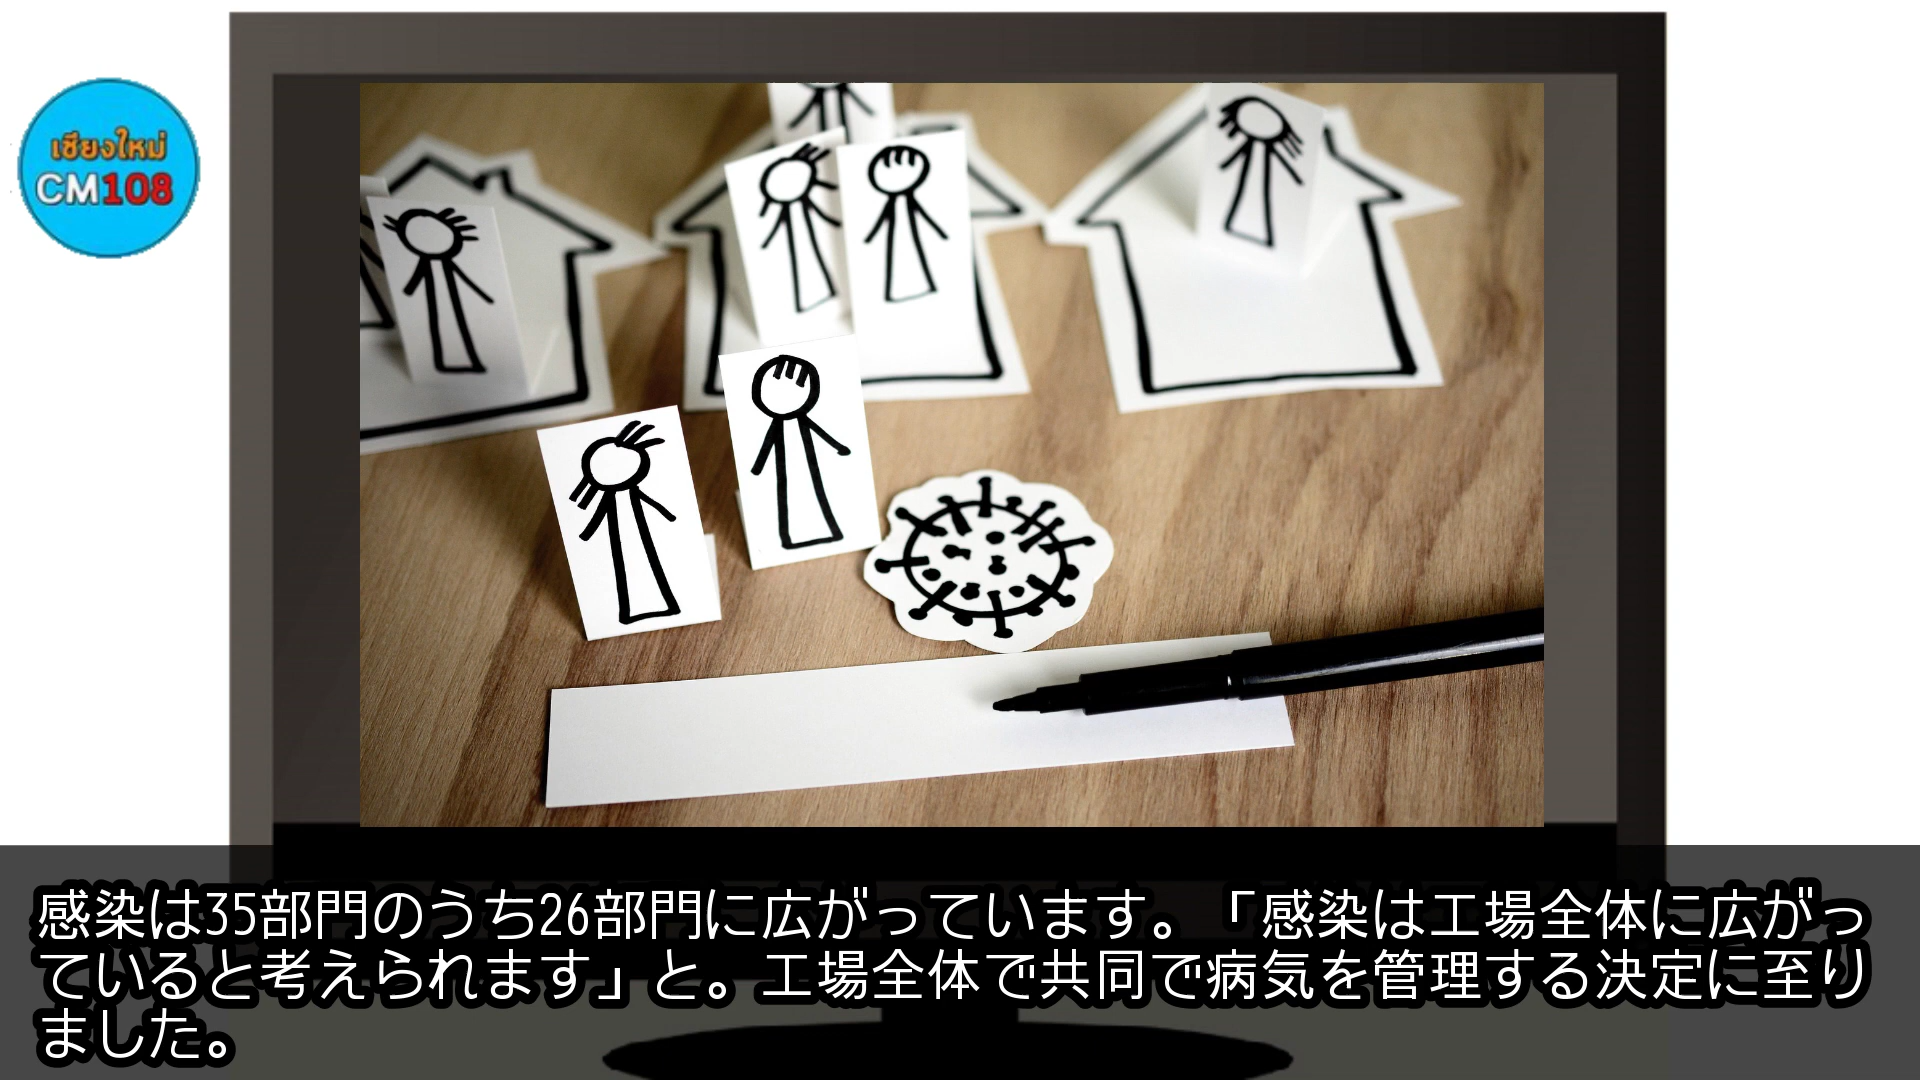 เชียงใหม่
CM108
感染は35部門のうち26部門に広がっています。「感染は工場全体に広がっ
ていると考えられます」と。工場全体で共同で病気を管理する決定に至り
ました。